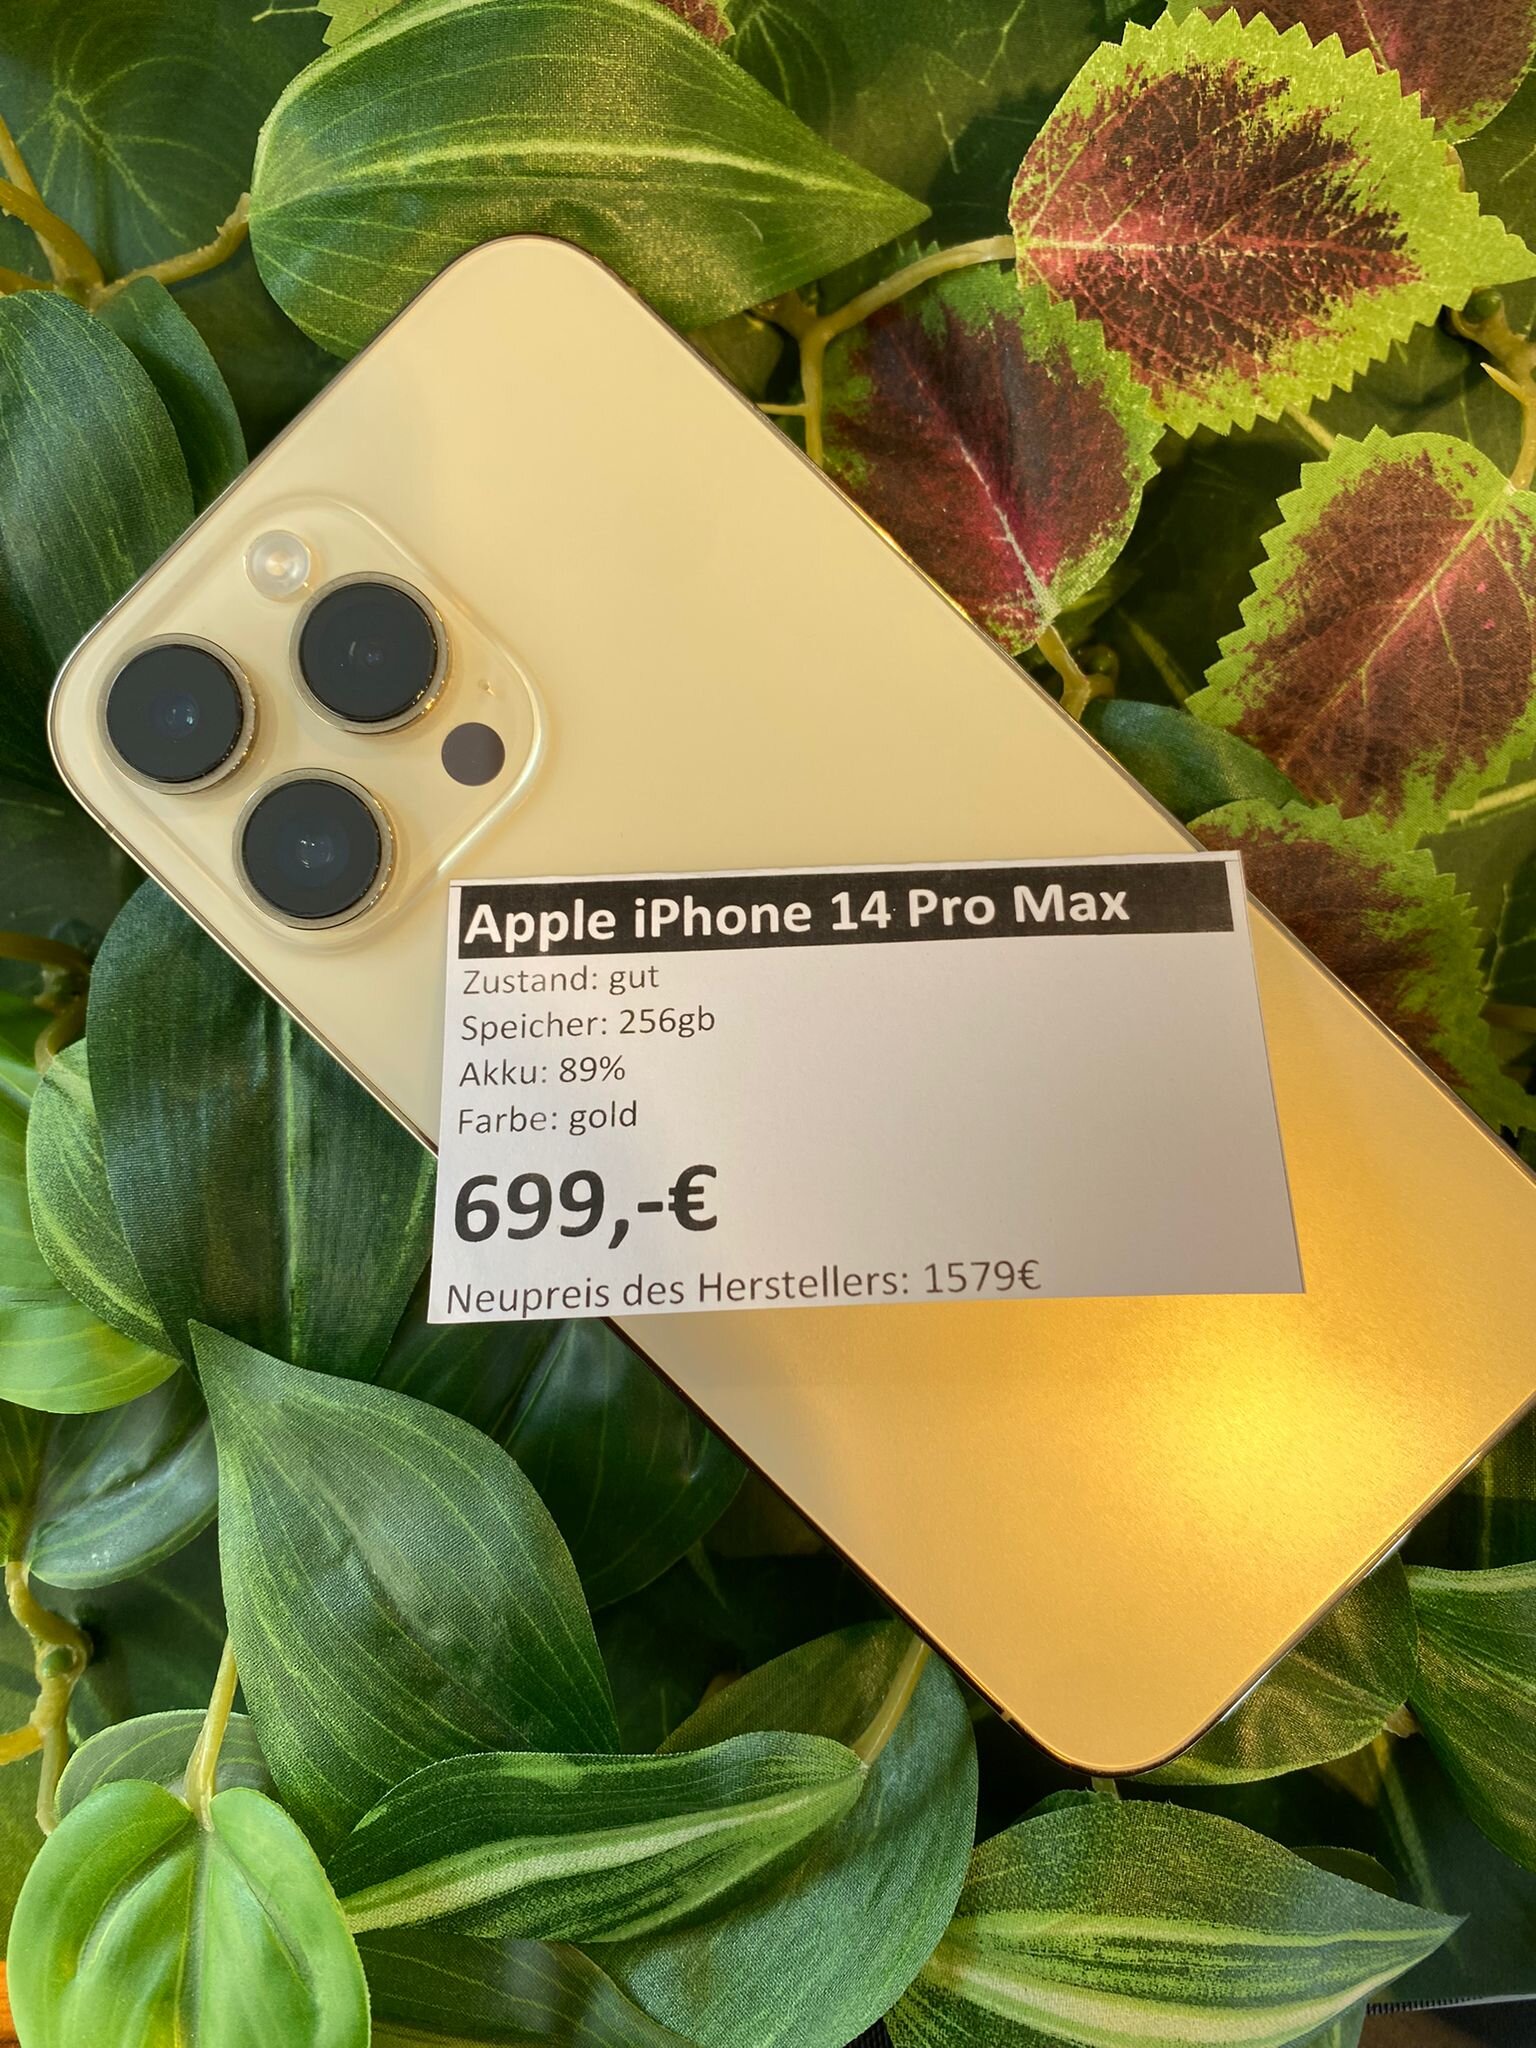 Apple iPhone 14 Pro Max
Zustand: gut
Speicher: 256gb
Akku: 89%
Farbe: gold
699,-€
Neupreis des Herstellers: 1579€